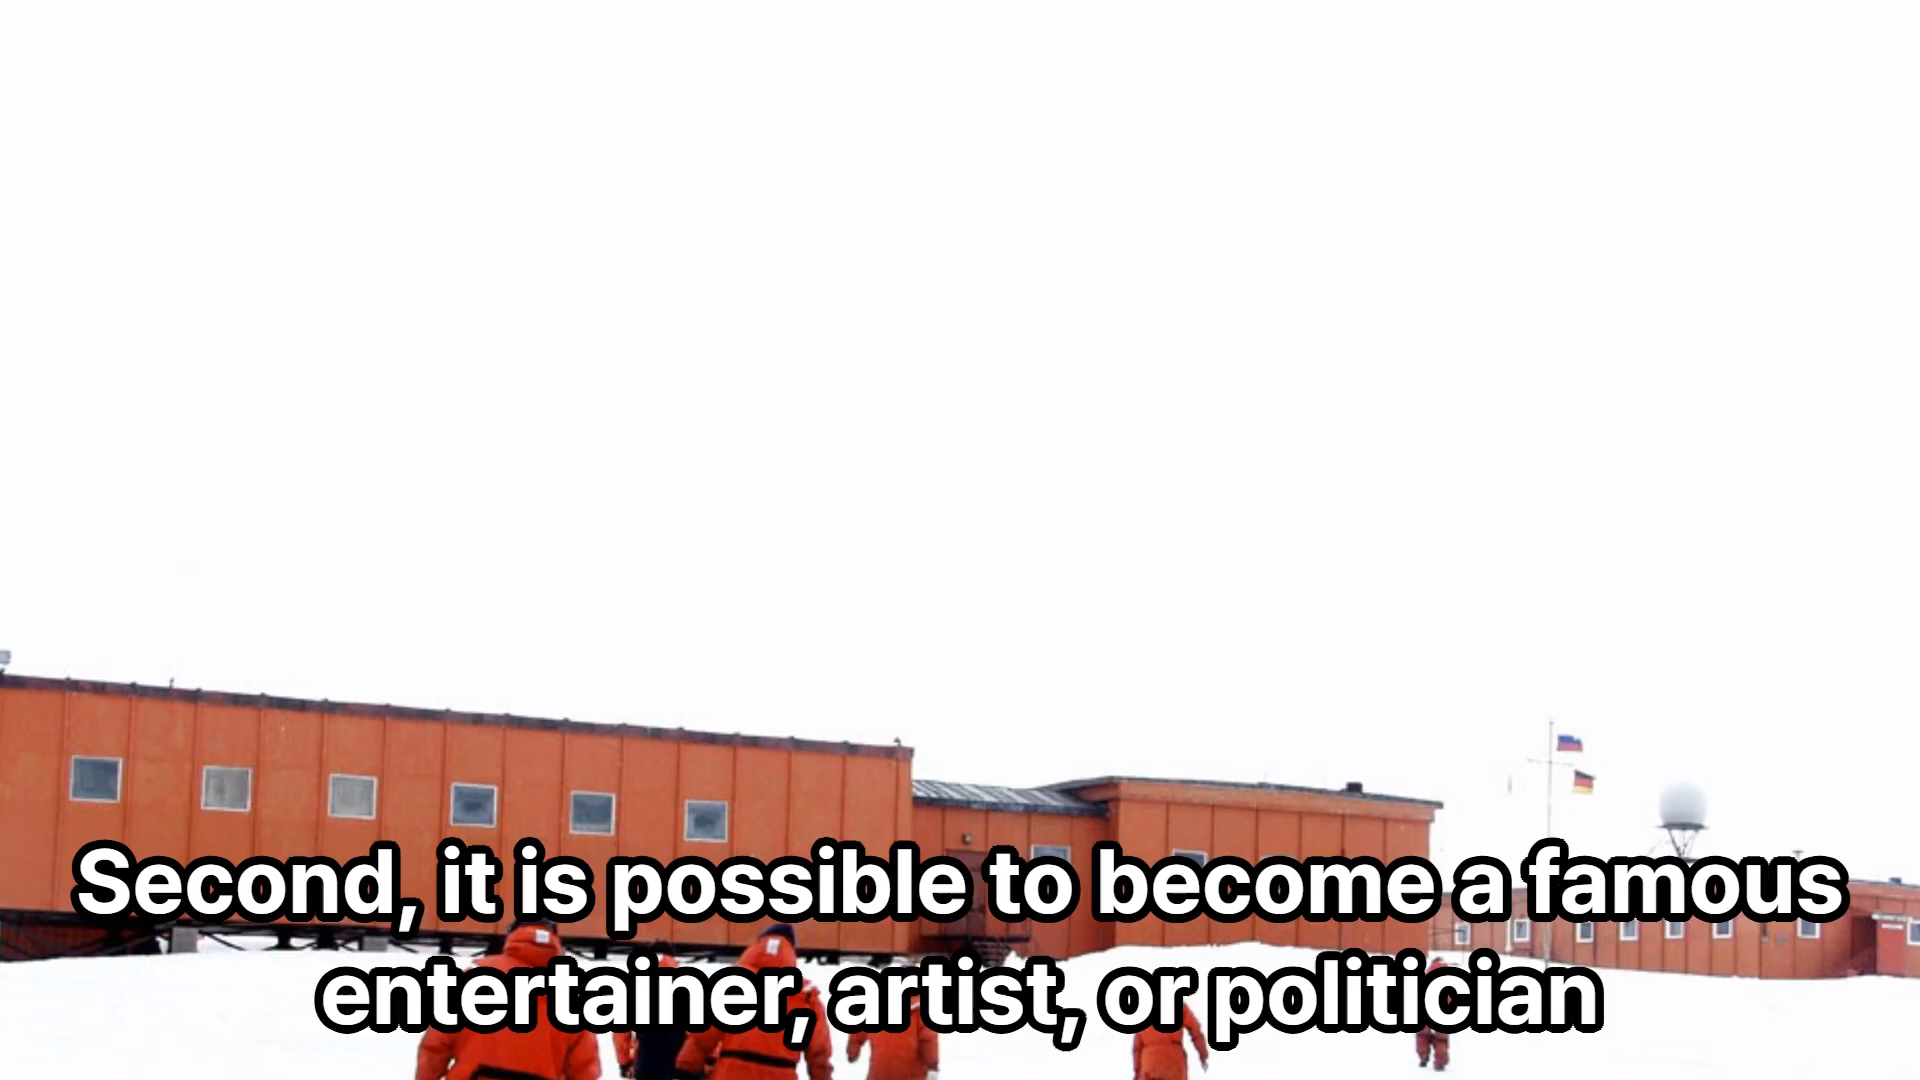 Second, it is possible to become a famous
entertainer, artist, or politician